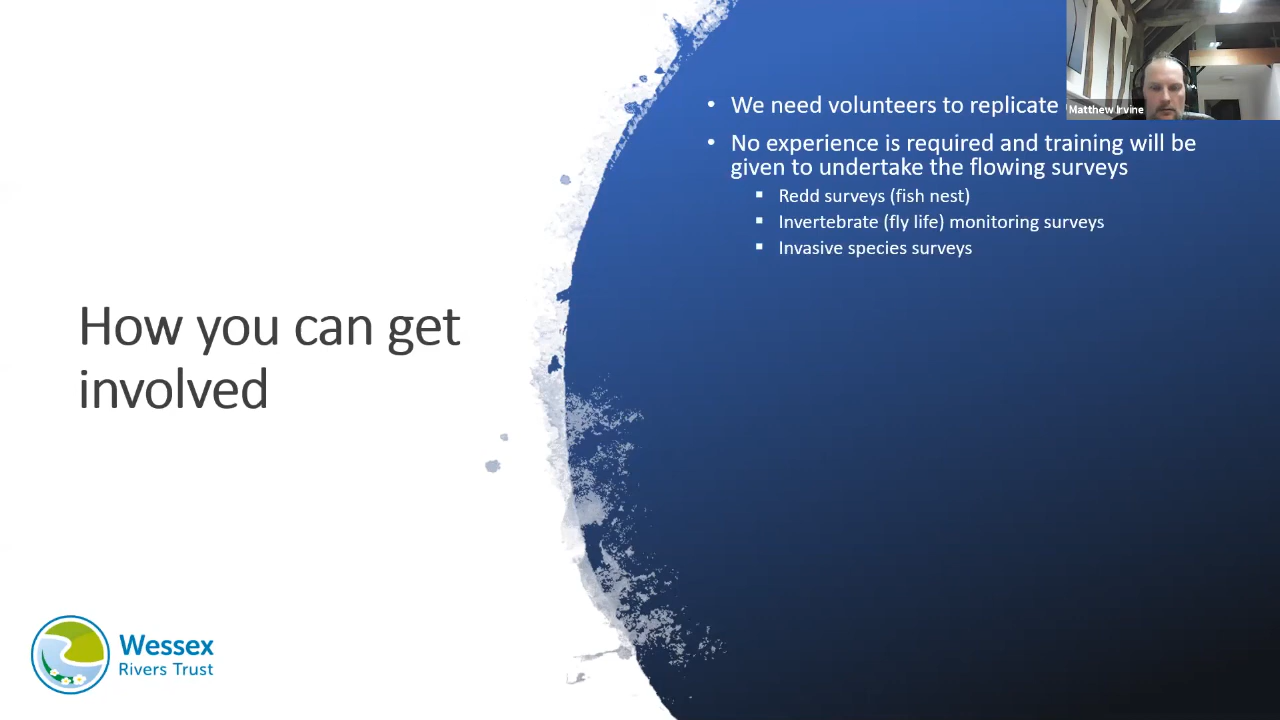 We need volunteers to replicate
Matthew Irvine
No experience is required and training will be
given to undertake the flowing surveys
Redd surveys (fish nest)
Invertebrate (fly life) monitoring surveys
Invasive species surveys
How you can get
involved
Wessex
Rivers Trust